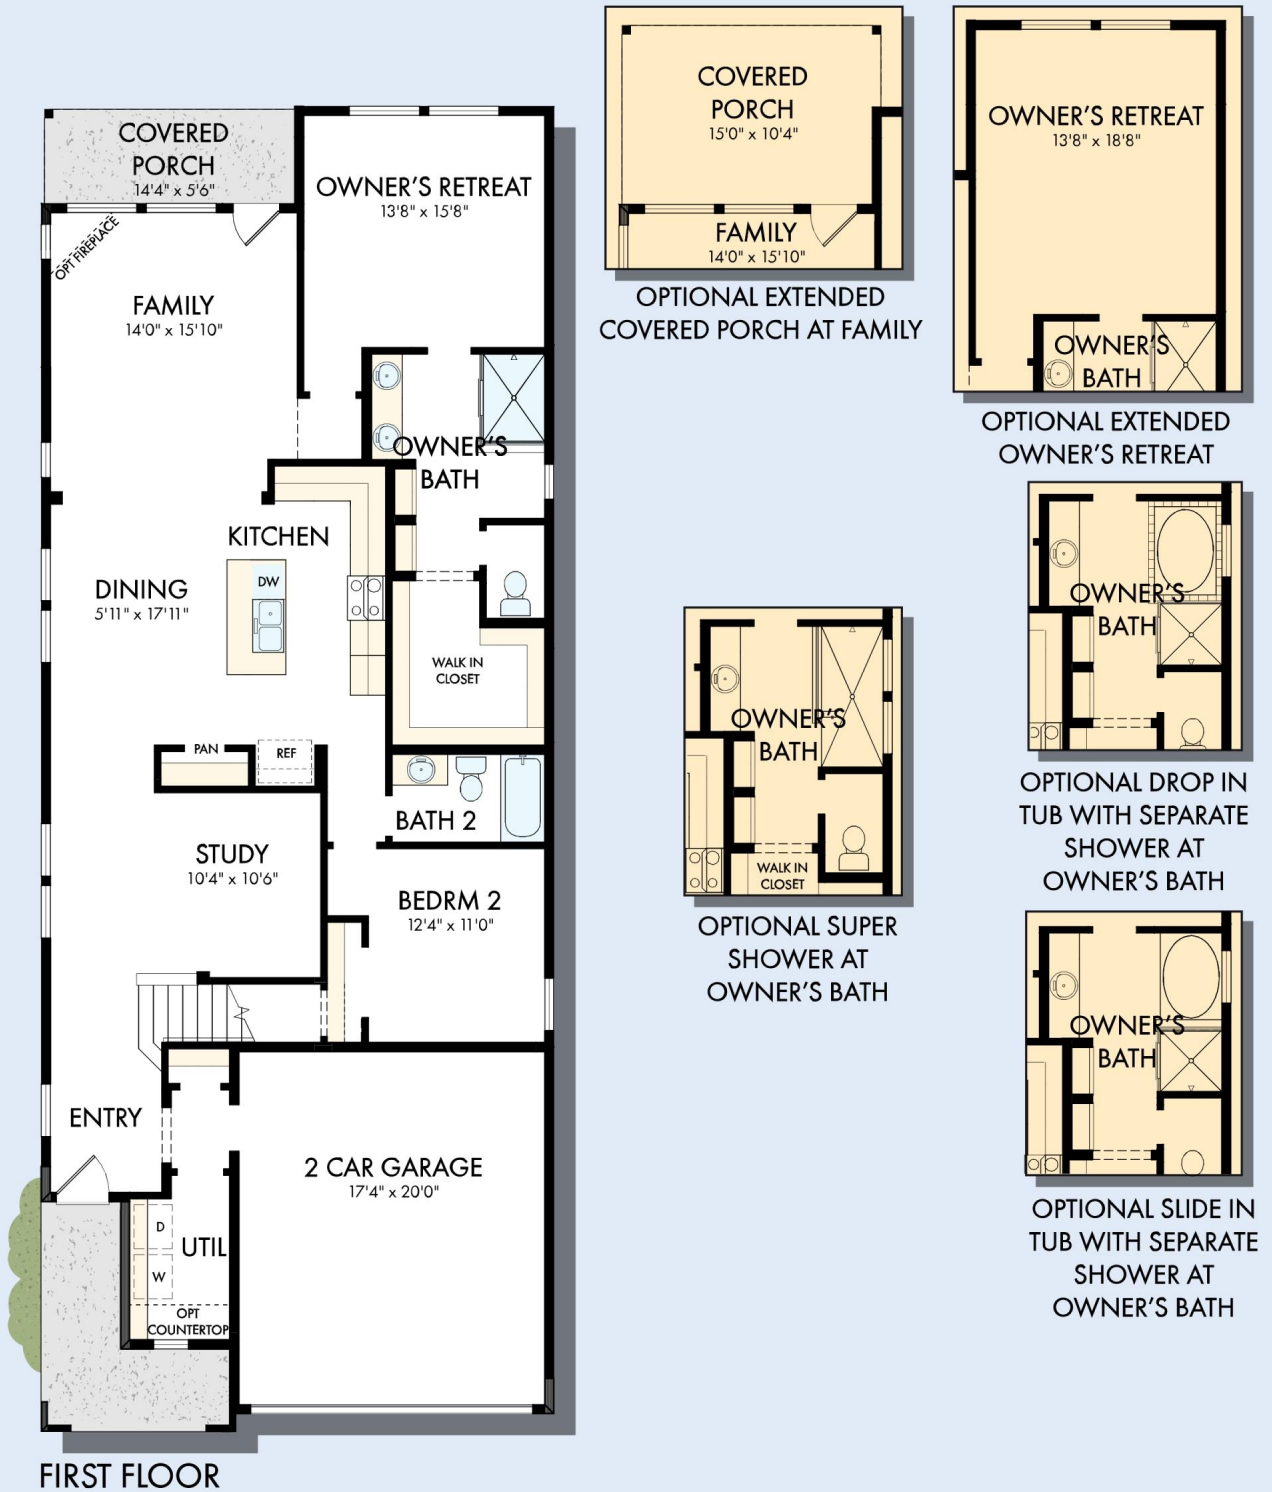 COVERED
PORCH
14'4" x 5'6"
OWNER'S RETREAT
13'8" x 15'8"
OPT FIREPLACE
FAMILY
14'0" x 15'10"
OWNER'S
BATH
KITCHEN
DW
DINING
5'11" x 17'11"
WALK IN
CLOSET
PAN
REF
BATH 2
STUDY
10'4" x 10'6"
BEDRM 2
12'4" x 11'0"
ENTRY
2 CAR GARAGE
17'4" x 20'0"
D
UTIL
W
OPT
COUNTERTOP
FIRST FLOOR
COVERED
PORCH
15'0" x 10'4"
FAMILY
14'0" x 15'10"
OPTIONAL EXTENDED
COVERED PORCH AT FAMILY
OWNER'S RETREAT
13'8" x 18'8"
OWNER'S
BATH
OPTIONAL EXTENDED
OWNER'S RETREAT
OWNER'S
BATH
WALK IN
CLOSET
OPTIONAL SUPER
SHOWER AT
OWNER'S BATH
OWNER'S
BATH
OPTIONAL DROP IN
TUB WITH SEPARATE
SHOWER AT
OWNER'S BATH
OWNER'S
BATH
OPTIONAL SLIDE IN
TUB WITH SEPARATE
SHOWER AT
OWNER'S BATH